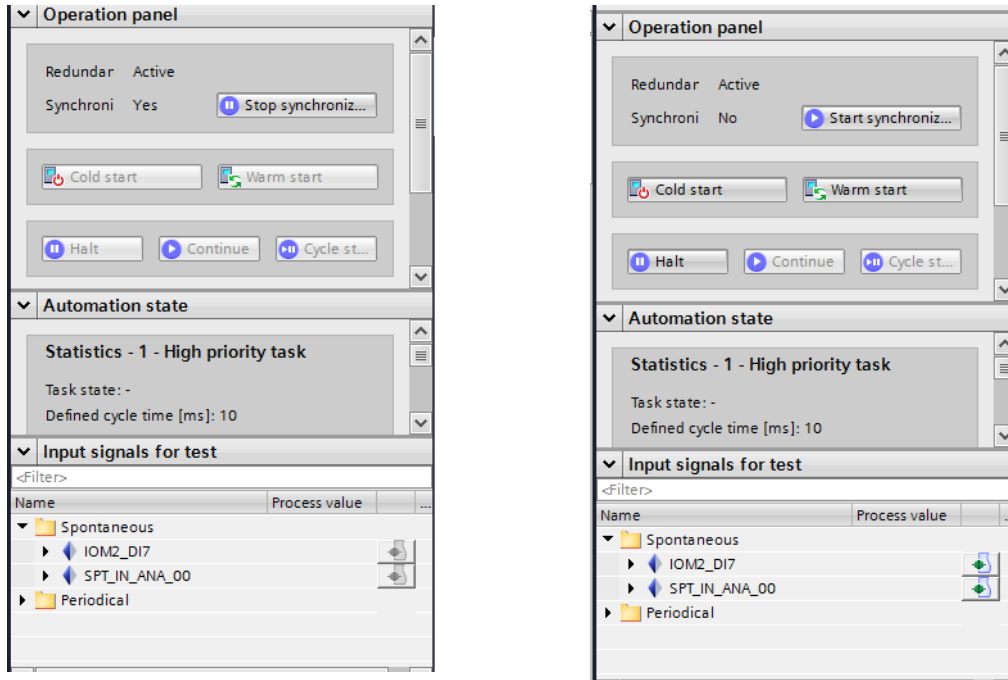 Operation panel
Redundar Active
Synchroni Yes Stop synchroniz...
Cold start Warm start
Halt Continue Cycle st...
Automation state
Statistics - 1 - High priority task
Task state: -
Defined cycle time [ms]: 10
Input signals for test
<Filter>
Name Process value ...
Spontaneous
IOM2_DI7
SPT_IN_ANA_00
Periodical
Operation panel
Redundar Active
Synchroni No Start synchroniz...
Cold start Warm start
Halt Continue Cycle st...
Automation state
Statistics - 1 - High priority task
Task state: -
Defined cycle time [ms]: 10
Input signals for test
<Filter>
Name Process value
Spontaneous
IOM2_DI7
SPT_IN_ANA_00
Periodical